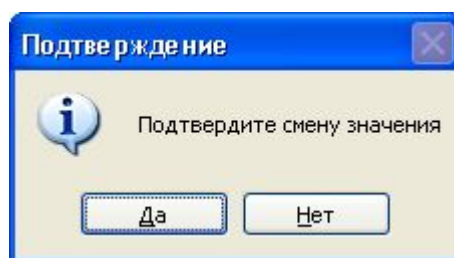 Подтверждение
Подтвердите смену значения
Да
Нет